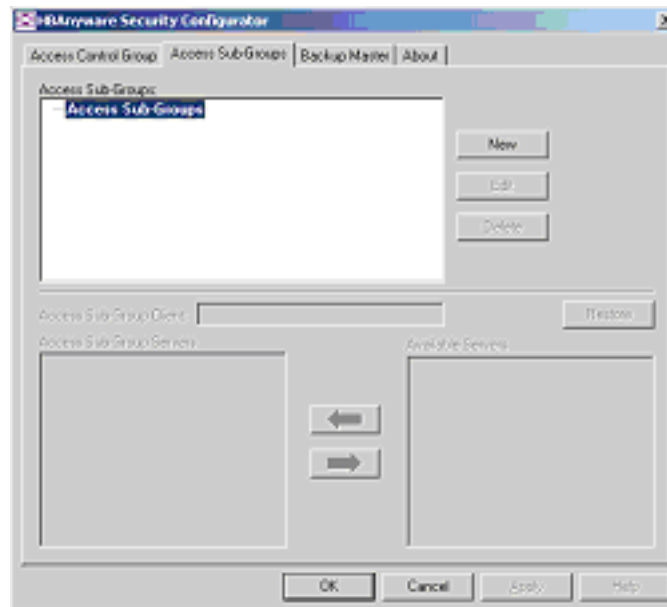 HBAnyware Security Configurator
Access Control Group Access Sub-Groups Backup Master About
Access Sub-Groups:
Access Sub-Groups
New
Edit
Delete
Access Sub-Group Client: Restore
Access Sub-Group Servers: Available Servers:
OK Cancel Apply Help